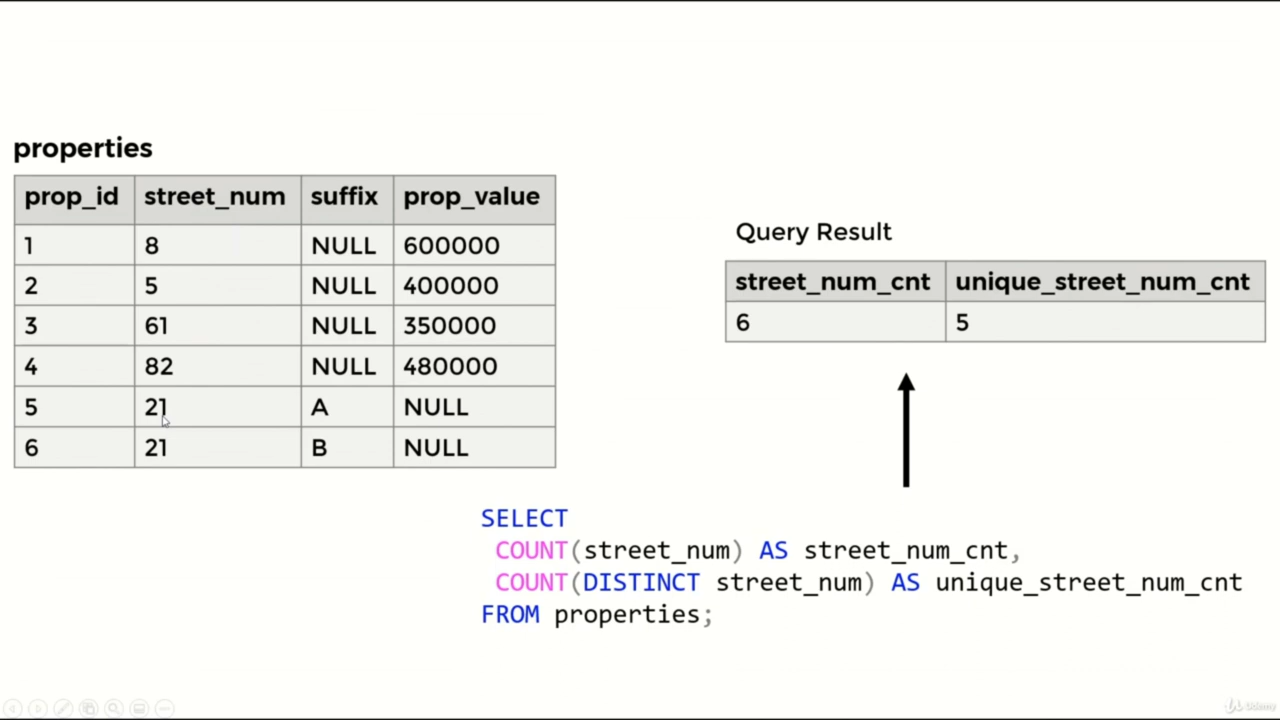 properties
prop_id street_num suffix prop_value
1 8 NULL 600000
2 5 NULL 400000
3 61 NULL 350000
4 82 NULL 480000
5 21 A NULL
6 21 B NULL
Query Result
street_num_cnt unique_street_num_cnt
6 5
SELECT
COUNT(street_num) AS street_num_cnt,
COUNT(DISTINCT street_num) AS unique_street_num_cnt
FROM properties;
Udemy